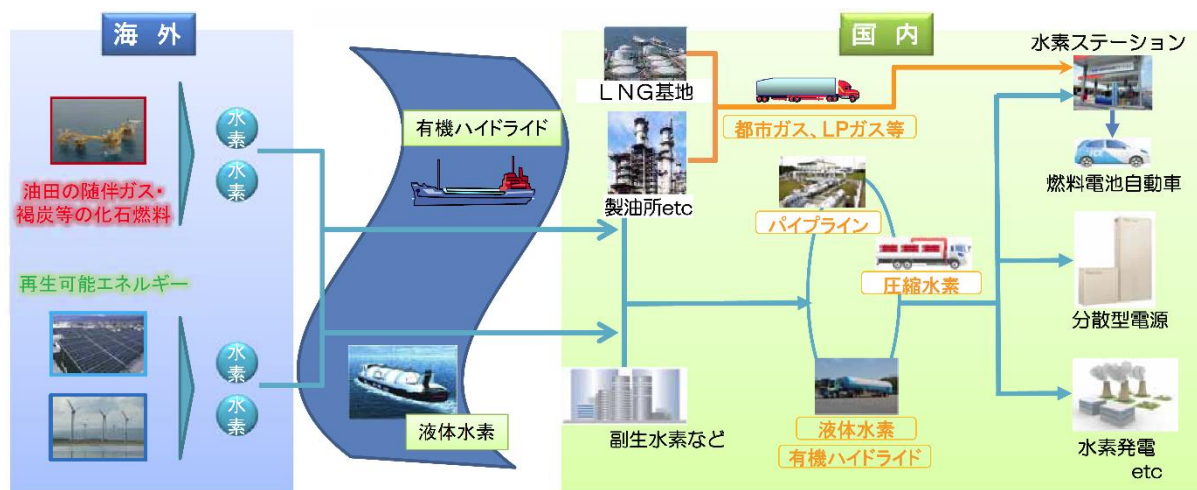 海 外
水素
水素
油田の随伴ガス・
褐炭等の化石燃料
再生可能エネルギー
水素
水素
有機ハイドライド
液体水素
国 内
LNG基地
製油所etc
副生水素など
都市ガス、LPガス等
パイプライン
圧縮水素
液体水素
有機ハイドライド
水素ステーション
燃料電池自動車
分散型電源
水素発電
etc